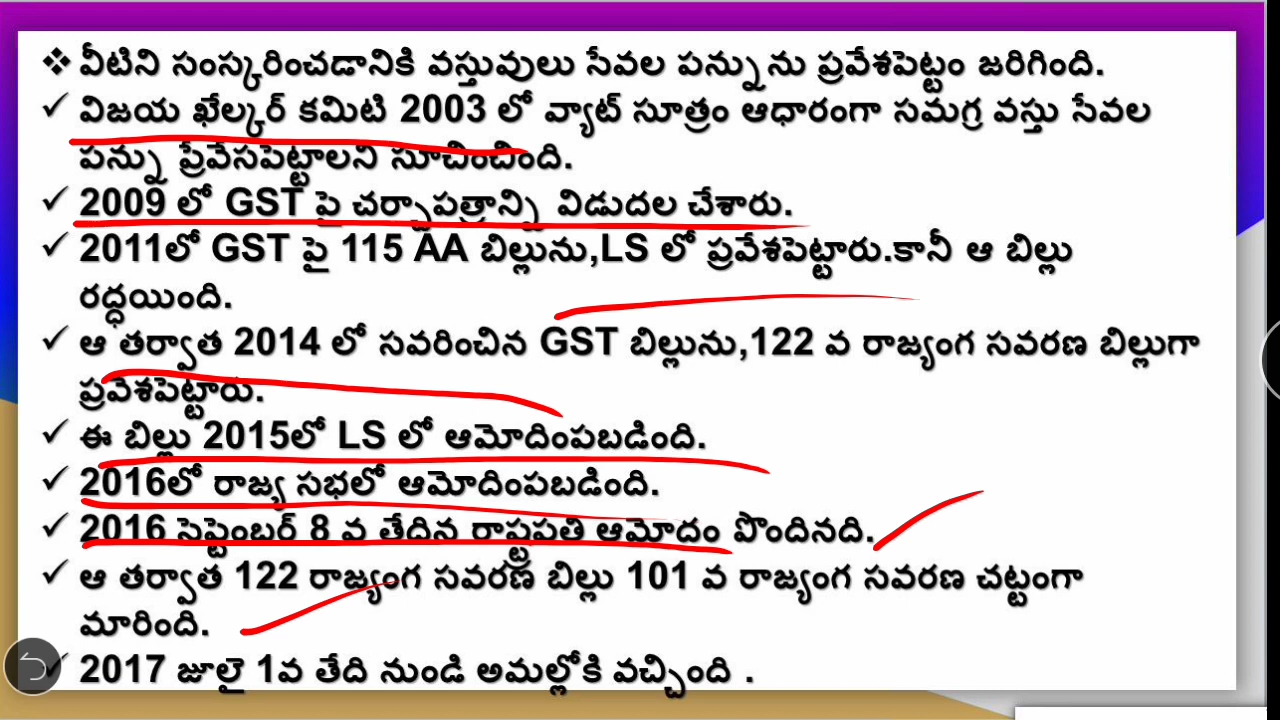 ❖ వీటిని సంస్కరించడానికి వస్తువులు సేవల పన్నును ప్రవేశపెట్టం జరిగింది.
✓ విజయ ఖేల్కర్ కమిటి 2003 లో వ్యాట్ సూత్రం ఆధారంగా సమగ్ర వస్తు సేవల
పన్ను ప్రేవేసపెట్టాలని సూచించింది.
✓ 2009 లో GST పై చర్చాపత్రాన్ని విడుదల చేశారు.
✓ 2011లో GST పై 115 AA బిల్లును,LS లో ప్రవేశపెట్టారు.కానీ ఆ బిల్లు
రద్ధయింది.
✓ ఆ తర్వాత 2014 లో సవరించిన GST బిల్లును,122 వ రాజ్యంగ సవరణ బిల్లుగా
ప్రవేశపెట్టారు.
✓ ఈ బిల్లు 2015లో LS లో ఆమోదింపబడింది.
✓ 2016లో రాజ్య సభలో ఆమోదింపబడింది.
✓ 2016 సెప్టెంబర్ 8 వ తేదిన రాష్ట్రపతి ఆమోదం పొందినది.
✓ ఆ తర్వాత 122 రాజ్యంగ సవరణ బిల్లు 101 వ రాజ్యంగ సవరణ చట్టంగా
మారింది.
✓ 2017 జూలై 1వ తేది నుండి అమల్లోకి వచ్చింది .